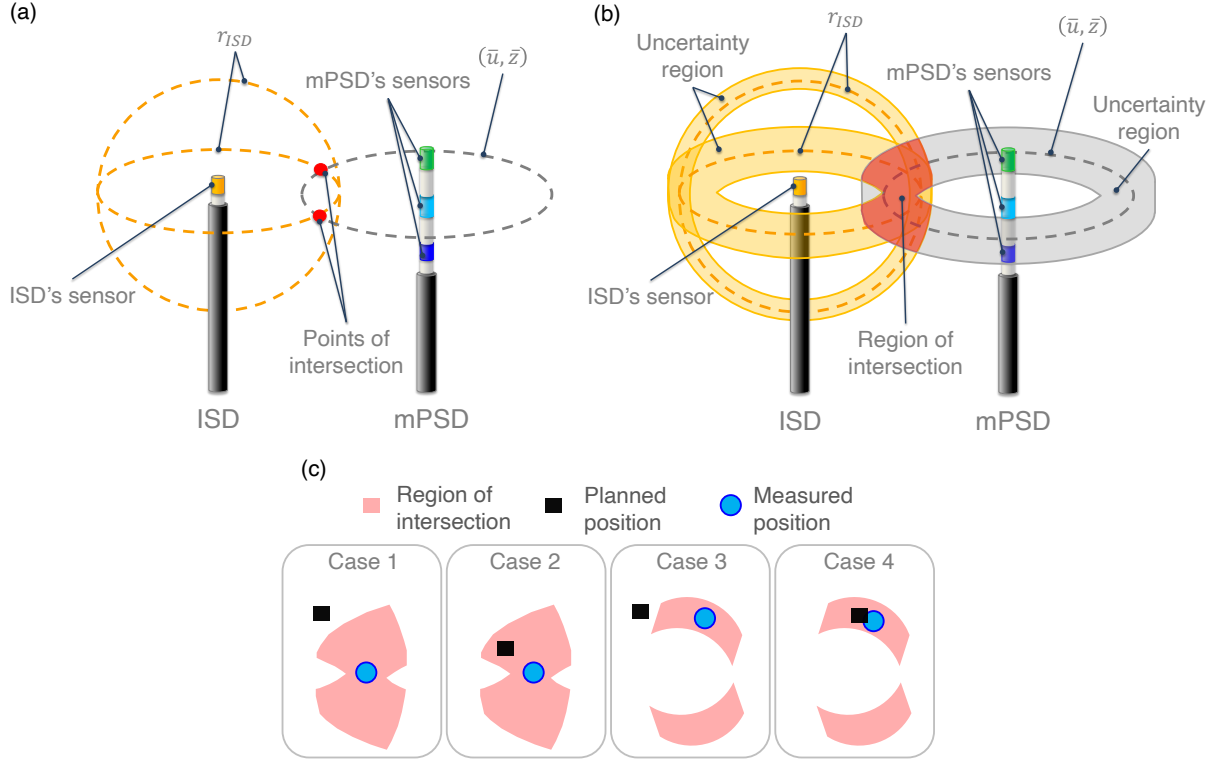 (a)
r_ISD
(ū, z̄)
mPSD's sensors
ISD's sensor
Points of
intersection
ISD
mPSD
(b)
Uncertainty
region
r_ISD
(ū, z̄)
mPSD's sensors
Uncertainty
region
ISD's sensor
Region of
intersection
ISD
mPSD
(c)
Region of
intersection
Planned
position
Measured
position
Case 1
Case 2
Case 3
Case 4